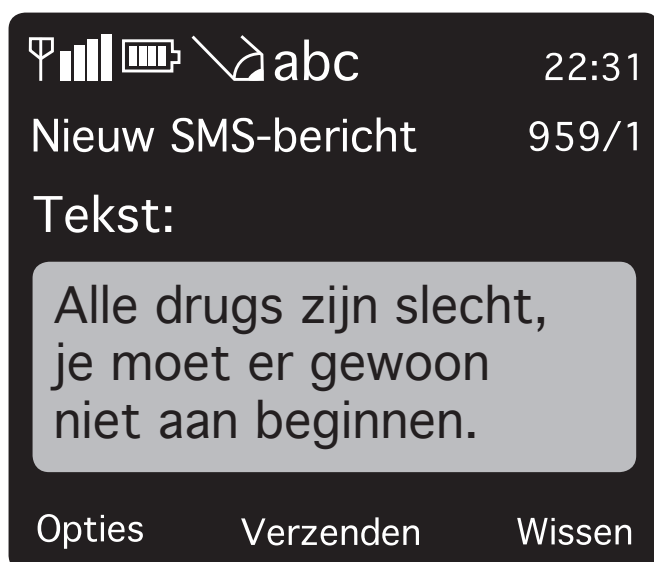 abc 22:31
Nieuw SMS-bericht 959/1
Tekst:
Alle drugs zijn slecht,
je moet er gewoon
niet aan beginnen.
Opties Verzenden Wissen